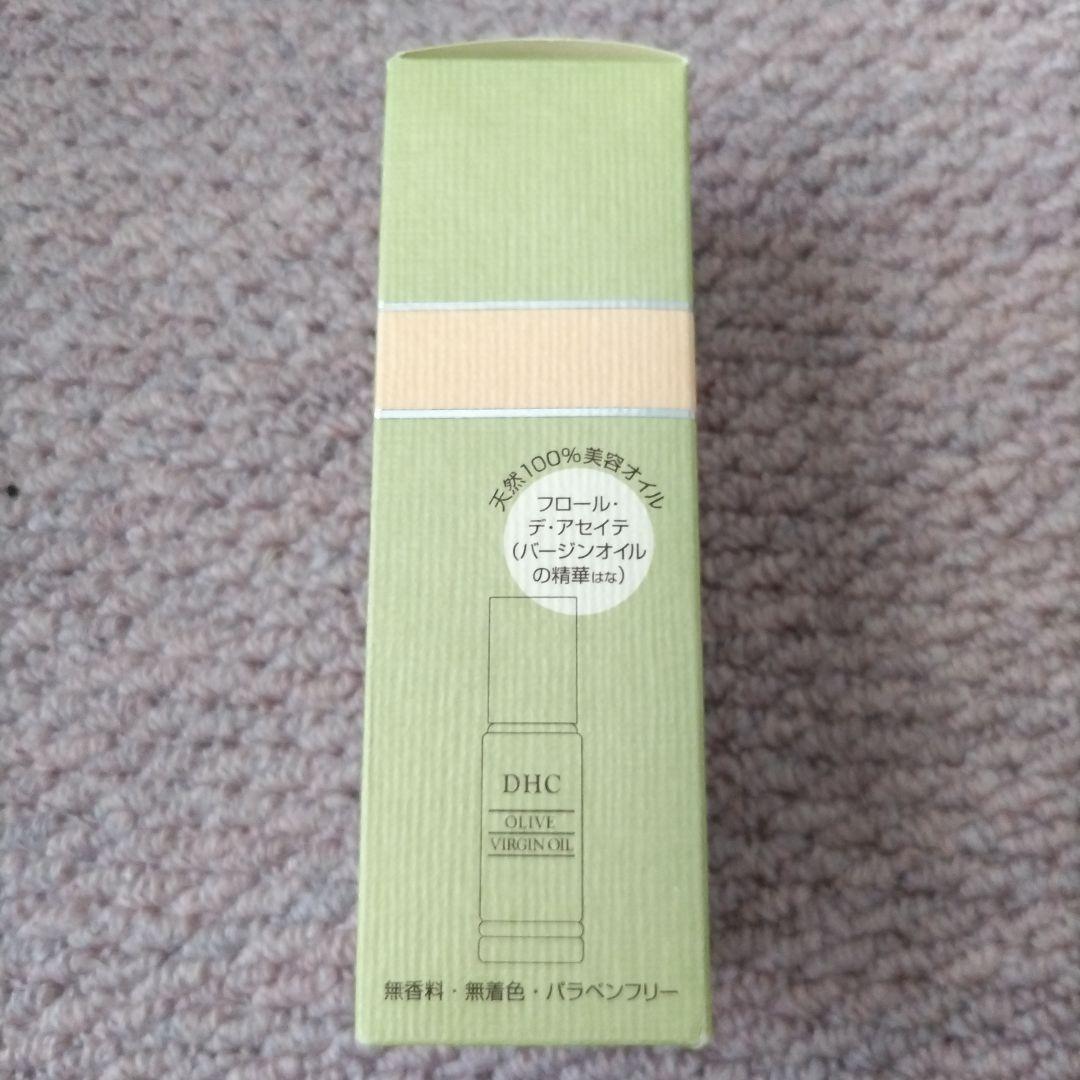 天然100%美容オイル
フロール・
デ・アセイテ
(バージンオイル
の精華はな)
DHC
OLIVE
VIRGIN OIL
無香料・無着色・パラベンフリー